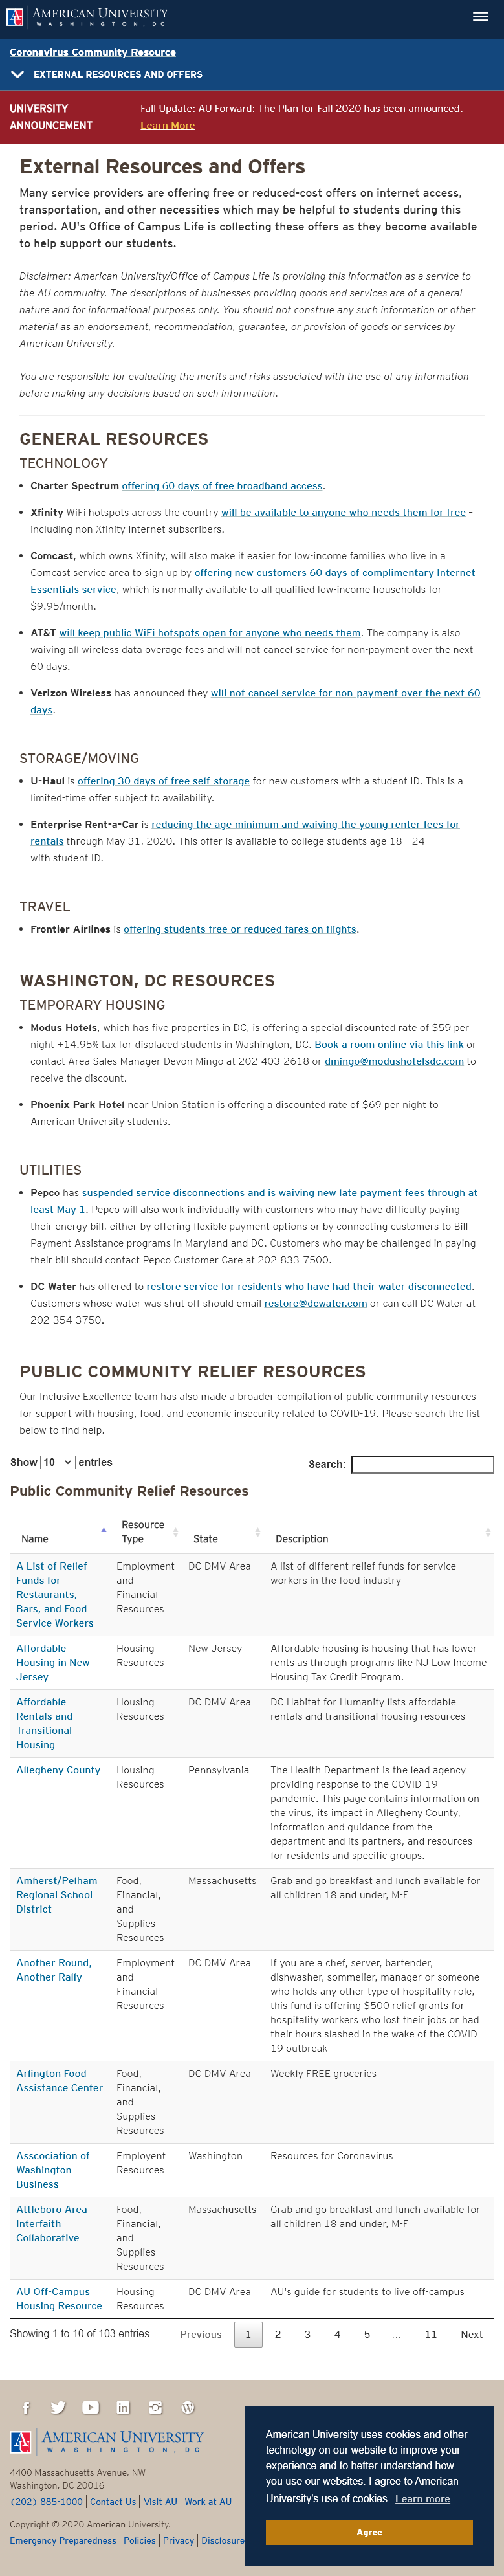 AMERICAN UNIVERSITY
WASHINGTON, DC
Coronavirus Community Resource
EXTERNAL RESOURCES AND OFFERS
UNIVERSITY
ANNOUNCEMENT
Fall Update: AU Forward: The Plan for Fall 2020 has been announced.
Learn More
External Resources and Offers
Many service providers are offering free or reduced-cost offers on internet access,
transportation, and other necessities which may be helpful to students during this
period. AU's Office of Campus Life is collecting these offers as they become available
to help support our students.
Disclaimer: American University/Office of Campus Life is providing this information as a service to
the AU community. The descriptions of businesses providing goods and services are of a general
nature and for informational purposes only. You should not construe any such information or other
material as an endorsement, recommendation, guarantee, or provision of goods or services by
American University.
You are responsible for evaluating the merits and risks associated with the use of any information
before making any decisions based on such information.
GENERAL RESOURCES
TECHNOLOGY
Charter Spectrum offering 60 days of free broadband access.
Xfinity WiFi hotspots across the country will be available to anyone who needs them for free –
including non-Xfinity Internet subscribers.
Comcast, which owns Xfinity, will also make it easier for low-income families who live in a
Comcast service area to sign up by offering new customers 60 days of complimentary Internet
Essentials service, which is normally available to all qualified low-income households for
$9.95/month.
AT&T will keep public WiFi hotspots open for anyone who needs them. The company is also
waiving all wireless data overage fees and will not cancel service for non-payment over the next
60 days.
Verizon Wireless has announced they will not cancel service for non-payment over the next 60
days.
STORAGE/MOVING
U-Haul is offering 30 days of free self-storage for new customers with a student ID. This is a
limited-time offer subject to availability.
Enterprise Rent-a-Car is reducing the age minimum and waiving the young renter fees for
rentals through May 31, 2020. This offer is available to college students age 18 – 24
with student ID.
TRAVEL
Frontier Airlines is offering students free or reduced fares on flights.
WASHINGTON, DC RESOURCES
TEMPORARY HOUSING
Modus Hotels, which has five properties in DC, is offering a special discounted rate of $59 per
night +14.95% tax for displaced students in Washington, DC. Book a room online via this link or
contact Area Sales Manager Devon Mingo at 202-403-2618 or dmingo@modushotelsdc.com to
receive the discount.
Phoenix Park Hotel near Union Station is offering a discounted rate of $69 per night to
American University students.
UTILITIES
Pepco has suspended service disconnections and is waiving new late payment fees through at
least May 1. Pepco will also work individually with customers who may have difficulty paying
their energy bill, either by offering flexible payment options or by connecting customers to Bill
Payment Assistance programs in Maryland and DC. Customers who may be challenged in paying
their bill should contact Pepco Customer Care at 202-833-7500.
DC Water has offered to restore service for residents who have had their water disconnected.
Customers whose water was shut off should email restore@dcwater.com or can call DC Water at
202-354-3750.
PUBLIC COMMUNITY RELIEF RESOURCES
Our Inclusive Excellence team has also made a broader compilation of public community resources
for support with housing, food, and economic insecurity related to COVID-19. Please search the list
below to find help.
Show 10 entries
Search:
Public Community Relief Resources
Name
Resource
Type
State
Description
A List of Relief
Funds for
Restaurants,
Bars, and Food
Service Workers
Employment
and
Financial
Resources
DC DMV Area
A list of different relief funds for service
workers in the food industry
Affordable
Housing in New
Jersey
Housing
Resources
New Jersey
Affordable housing is housing that has lower
rents as through programs like NJ Low Income
Housing Tax Credit Program.
Affordable
Rentals and
Transitional
Housing
Housing
Resources
DC DMV Area
DC Habitat for Humanity lists affordable
rentals and transitional housing resources
Allegheny County
Housing
Resources
Pennsylvania
The Health Department is the lead agency
providing response to the COVID-19
pandemic. This page contains information on
the virus, its impact in Allegheny County,
information and guidance from the
department and its partners, and resources
for residents and specific groups.
Amherst/Pelham
Regional School
District
Food,
Financial,
and
Supplies
Resources
Massachusetts
Grab and go breakfast and lunch available for
all children 18 and under, M-F
Another Round,
Another Rally
Employment
and
Financial
Resources
DC DMV Area
If you are a chef, server, bartender,
dishwasher, sommelier, manager or someone
who holds any other type of hospitality role,
this fund is offering $500 relief grants for
hospitality workers who lost their jobs or had
their hours slashed in the wake of the COVID-
19 outbreak
Arlington Food
Assistance Center
Food,
Financial,
and
Supplies
Resources
DC DMV Area
Weekly FREE groceries
Asscociation of
Washington
Business
Employent
Resources
Washington
Resources for Coronavirus
Attleboro Area
Interfaith
Collaborative
Food,
Financial,
and
Supplies
Resources
Massachusetts
Grab and go breakfast and lunch available for
all children 18 and under, M-F
AU Off-Campus
Housing Resource
Housing
Resources
DC DMV Area
AU's guide for students to live off-campus
Showing 1 to 10 of 103 entries
Previous 1 2 3 4 5 … 11 Next
AMERICAN UNIVERSITY
WASHINGTON, DC
4400 Massachusetts Avenue, NW
Washington, DC 20016
(202) 885-1000 Contact Us Visit AU Work at AU
Copyright © 2020 American University.
Emergency Preparedness Policies Privacy Disclosure
American University uses cookies and other
technology on our website to improve your
experience and to better understand how
you use our websites. I agree to American
University's use of cookies. Learn more
Agree